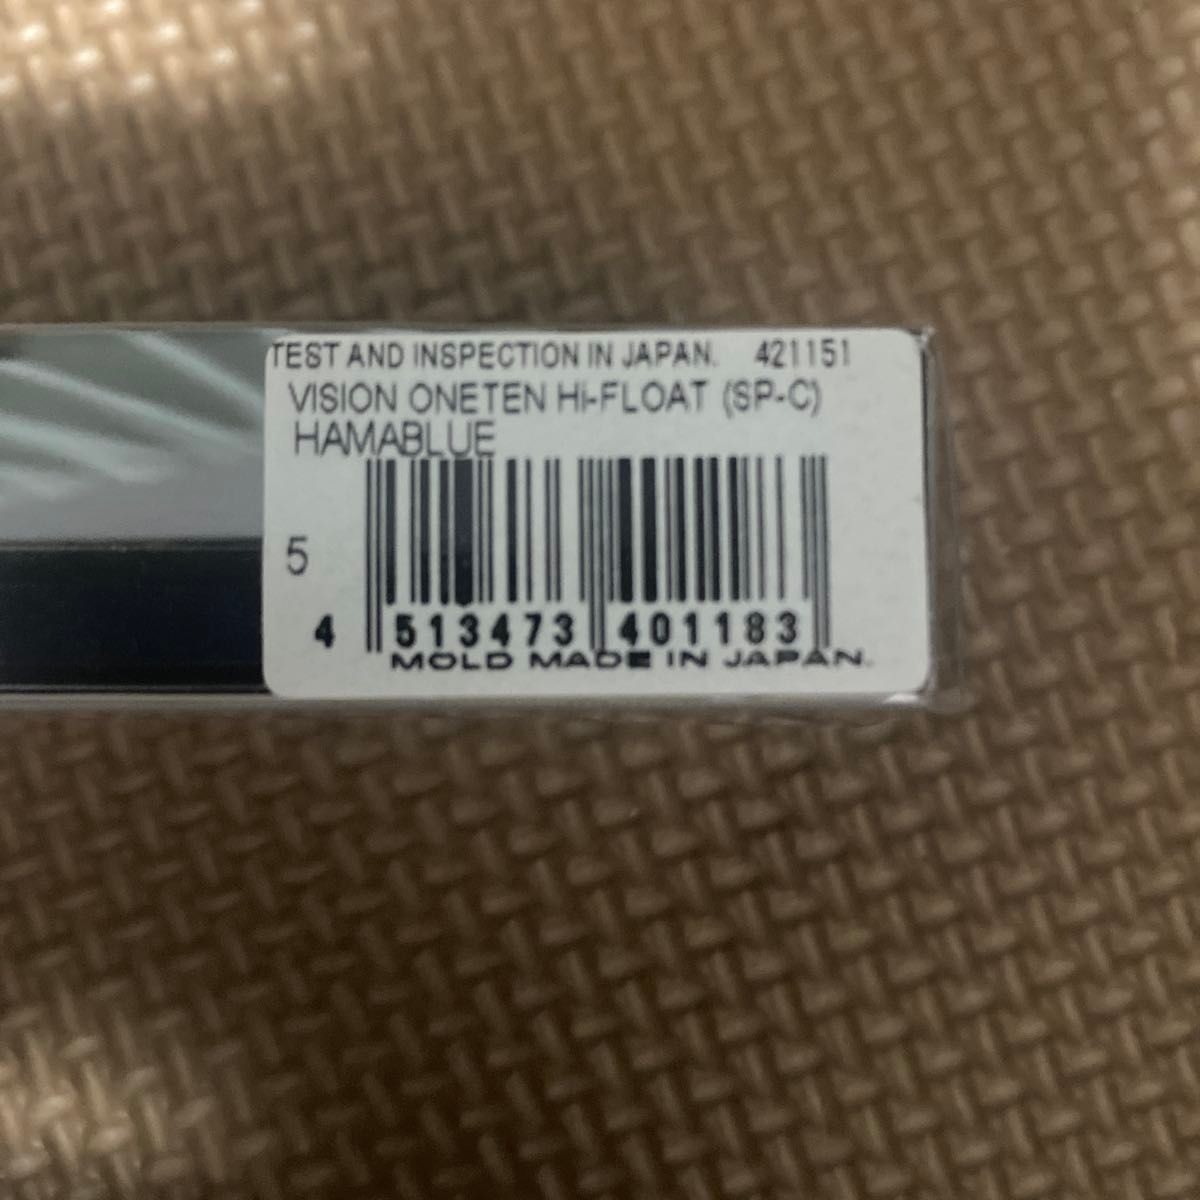 TEST AND INSPECTION IN JAPAN. 421151
VISION ONETEN Hi-FLOAT (SP-C)
HAMABLUE
5
4 513473 401183
MOLD MADE IN JAPAN.